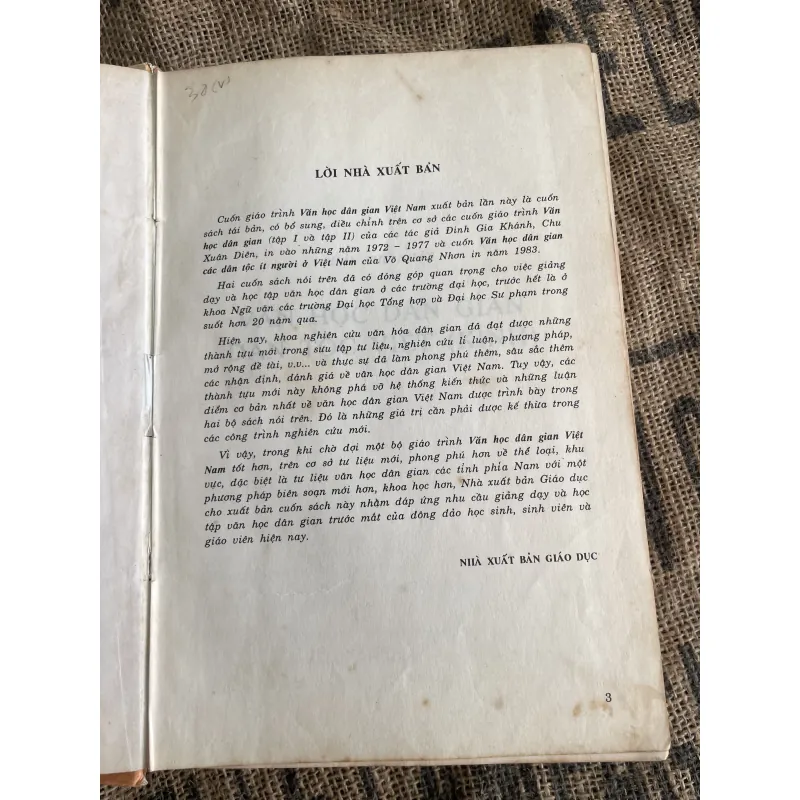 38(V)
LỜI NHÀ XUẤT BẢN
Cuốn giáo trình Văn học dân gian Việt Nam xuất bản lần này là cuốn
sách tái bản, có bổ sung, điều chỉnh trên cơ sở các cuốn giáo trình Văn
học dân gian (tập I và tập II) của các tác giả Đinh Gia Khánh, Chu
Xuân Diên, in vào những năm 1972 - 1977 và cuốn Văn học dân gian
các dân tộc ít người ở Việt Nam của Võ Quang Nhơn in năm 1983.
Hai cuốn sách nói trên đã có đóng góp quan trọng cho việc giảng
dạy và học tập văn học dân gian ở các trường đại học, trước hết là ở
khoa Ngữ văn các trường Đại học Tổng hợp và Đại học Sư phạm trong
suốt hơn 20 năm qua.
Hiện nay, khoa nghiên cứu văn hóa dân gian đã đạt được những
thành tựu mới trong sưu tập tư liệu, nghiên cứu lí luận, phương pháp,
mở rộng đề tài, v.v... và thực sự đã làm phong phú thêm, sâu sắc thêm
các nhận định, đánh giá về văn học dân gian Việt Nam. Tuy vậy, các
thành tựu mới này không phá vỡ hệ thống kiến thức và những luận
điểm cơ bản nhất về văn học dân gian Việt Nam được trình bày trong
hai bộ sách nói trên. Đó là những giá trị cần phải được kế thừa trong
các công trình nghiên cứu mới.
Vì vậy, trong khi chờ đợi một bộ giáo trình Văn học dân gian Việt
Nam tốt hơn, trên cơ sở tư liệu mới, phong phú hơn về thể loại, khu
vực, đặc biệt là tư liệu văn học dân gian các tỉnh phía Nam với một
phương pháp biên soạn mới hơn, khoa học hơn, Nhà xuất bản Giáo dục
cho xuất bản cuốn sách này nhằm đáp ứng nhu cầu giảng dạy và học
tập văn học dân gian trước mắt của đông đảo học sinh, sinh viên và
giáo viên hiện nay.
NHÀ XUẤT BẢN GIÁO DỤC
3